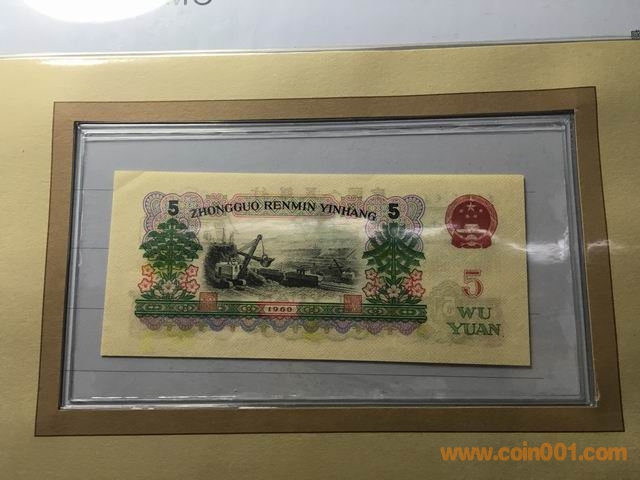 5
ZHONGGUO RENMIN YINHANG
5
1960
5
WU
YUAN
www.coin001.com